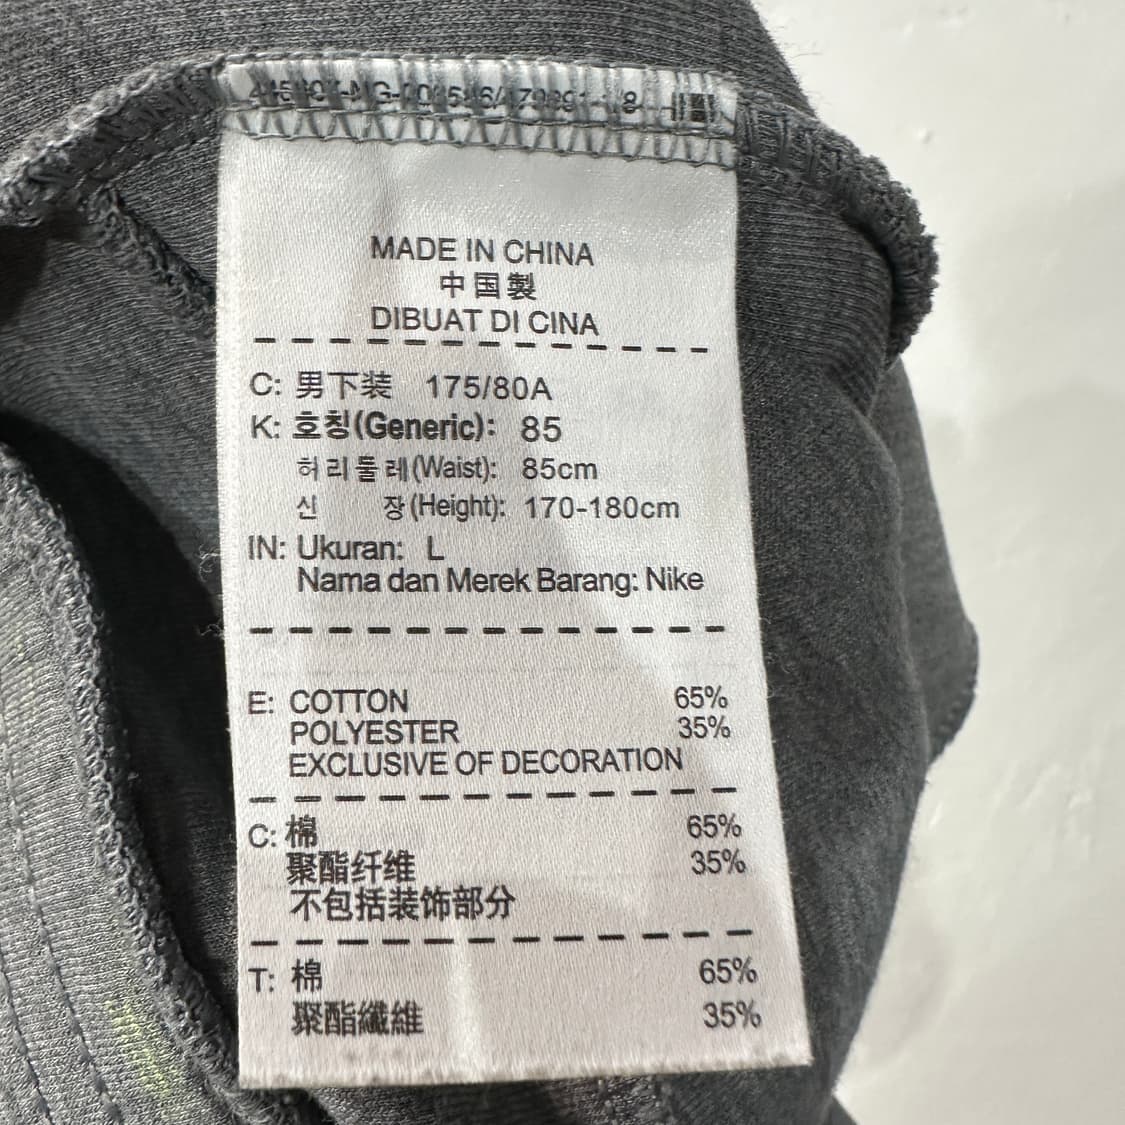 MADE IN CHINA
中国製
DIBUAT DI CINA
C: 男下装 175/80A
K: 호칭(Generic): 85
허리둘레(Waist): 85cm
신 장(Height): 170-180cm
IN: Ukuran: L
Nama dan Merek Barang: Nike
E: COTTON 65%
POLYESTER 35%
EXCLUSIVE OF DECORATION
C: 棉 65%
聚酯纤维 35%
不包括装饰部分
T: 棉 65%
聚酯纖維 35%